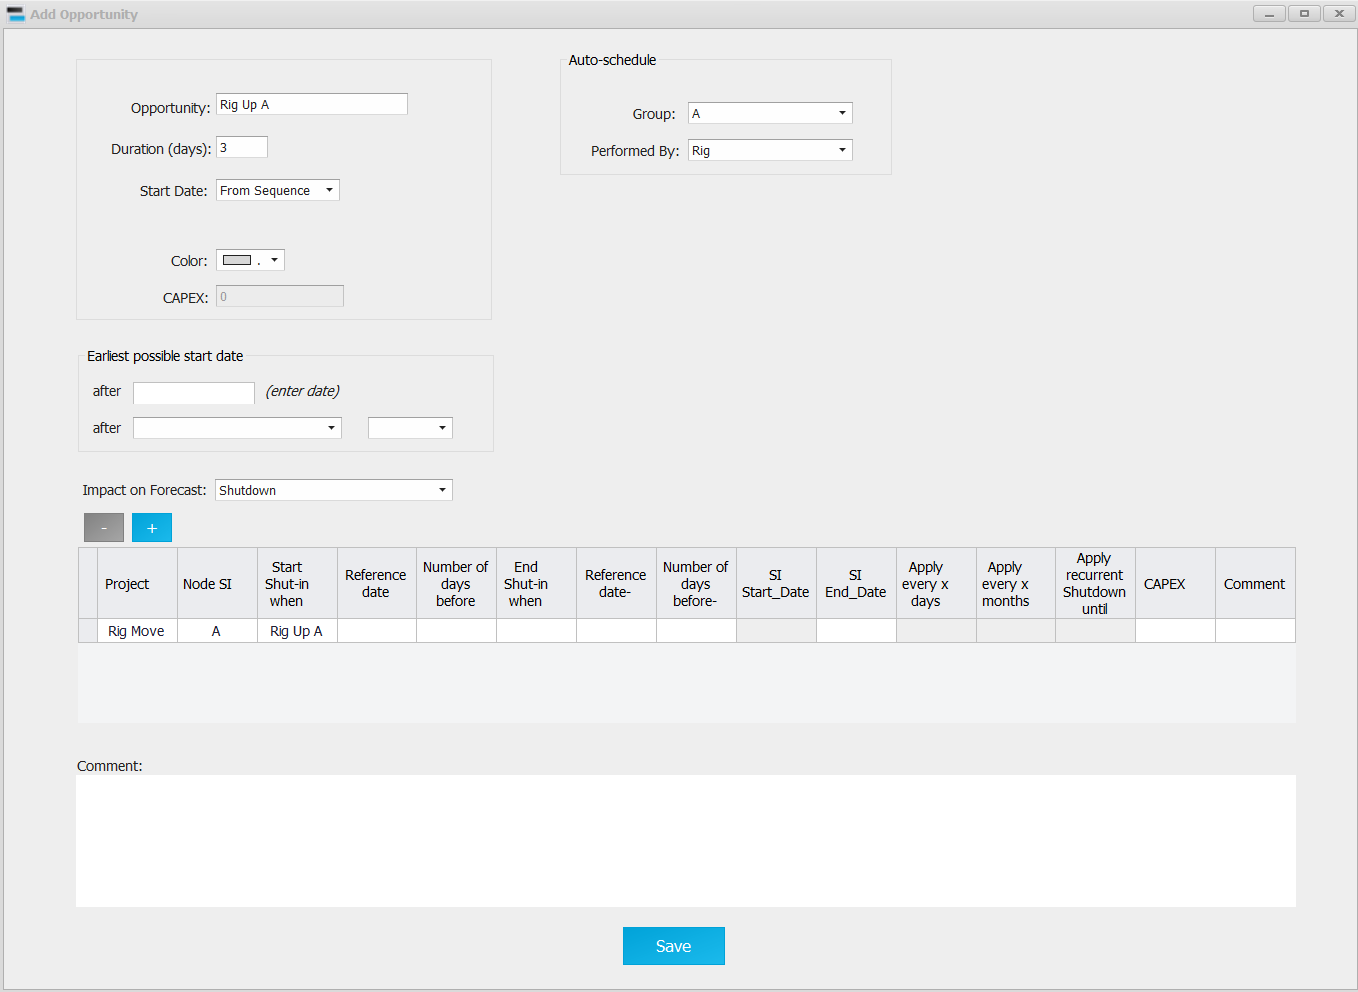 Add Opportunity
Opportunity: Rig Up A
Duration (days): 3
Start Date: From Sequence
Color: .
CAPEX: 0
Auto-schedule
Group: A
Performed By: Rig
Earliest possible start date
after (enter date)
after
Impact on Forecast: Shutdown
- +
Project
Node SI
Start
Shut-in
when
Reference
date
Number of
days
before
End
Shut-in
when
Reference
date-
Number of
days
before-
SI
Start_Date
SI
End_Date
Apply
every x
days
Apply
every x
months
Apply
recurrent
Shutdown
until
CAPEX
Comment
Rig Move A Rig Up A
Comment:
Save